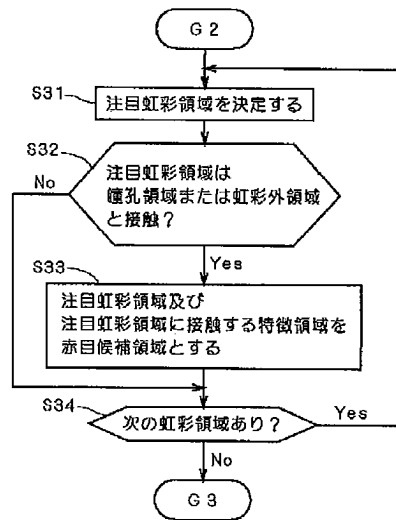 G2
S31
注目虹彩領域を決定する
S32
注目虹彩領域は
瞳孔領域または虹彩外領域
と接触？
No
Yes
S33
注目虹彩領域及び
注目虹彩領域に接触する特徴領域を
赤目候補領域とする
S34
次の虹彩領域あり？
Yes
No
G3